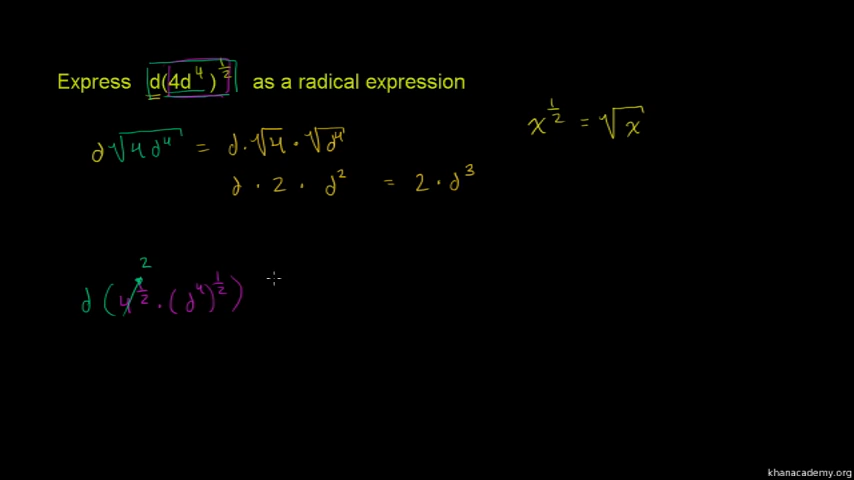 Express d(4d⁴)^½ as a radical expression
x^½ = √x
d√4d⁴ = d · √4 · √d⁴
d · 2 · d² = 2 · d³
2
d(4^½ · (d⁴)^½)
khanacademy.org